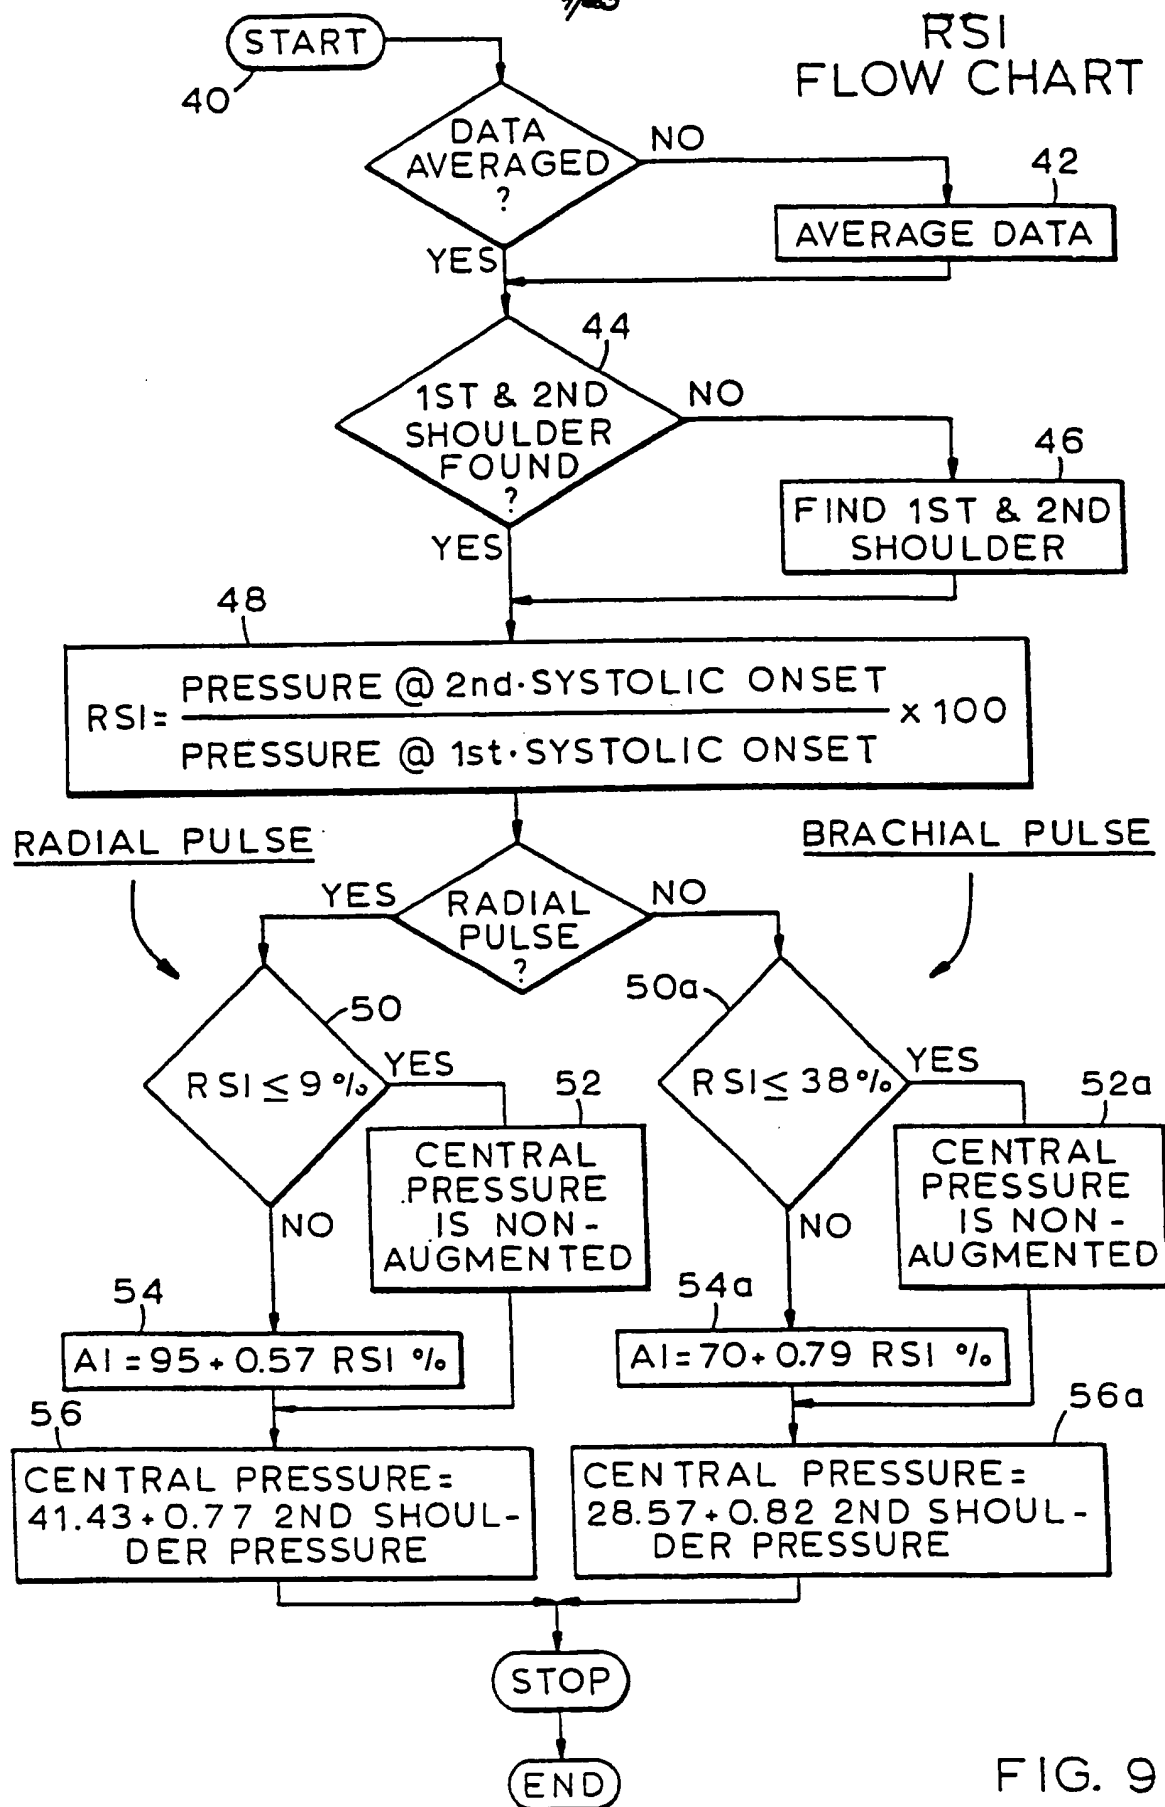 RSI
FLOW CHART
START
40
DATA
AVERAGED
?
NO
YES
42
AVERAGE DATA
44
1ST & 2ND
SHOULDER
FOUND
?
NO
YES
46
FIND 1ST & 2ND
SHOULDER
48
RSI= PRESSURE @ 2nd·SYSTOLIC ONSET
PRESSURE @ 1st·SYSTOLIC ONSET
x 100
RADIAL PULSE
BRACHIAL PULSE
YES
RADIAL
PULSE
?
NO
50
RSI ≤ 9 %
YES
NO
52
CENTRAL
PRESSURE
IS NON-
AUGMENTED
54
AI = 95 + 0.57 RSI %
56
CENTRAL PRESSURE=
41.43+0.77 2ND SHOUL-
DER PRESSURE
50a
RSI ≤ 38 %
YES
NO
52a
CENTRAL
PRESSURE
IS NON-
AUGMENTED
54a
AI=70+0.79 RSI %
56a
CENTRAL PRESSURE=
28.57+0.82 2ND SHOUL-
DER PRESSURE
STOP
END
FIG. 9